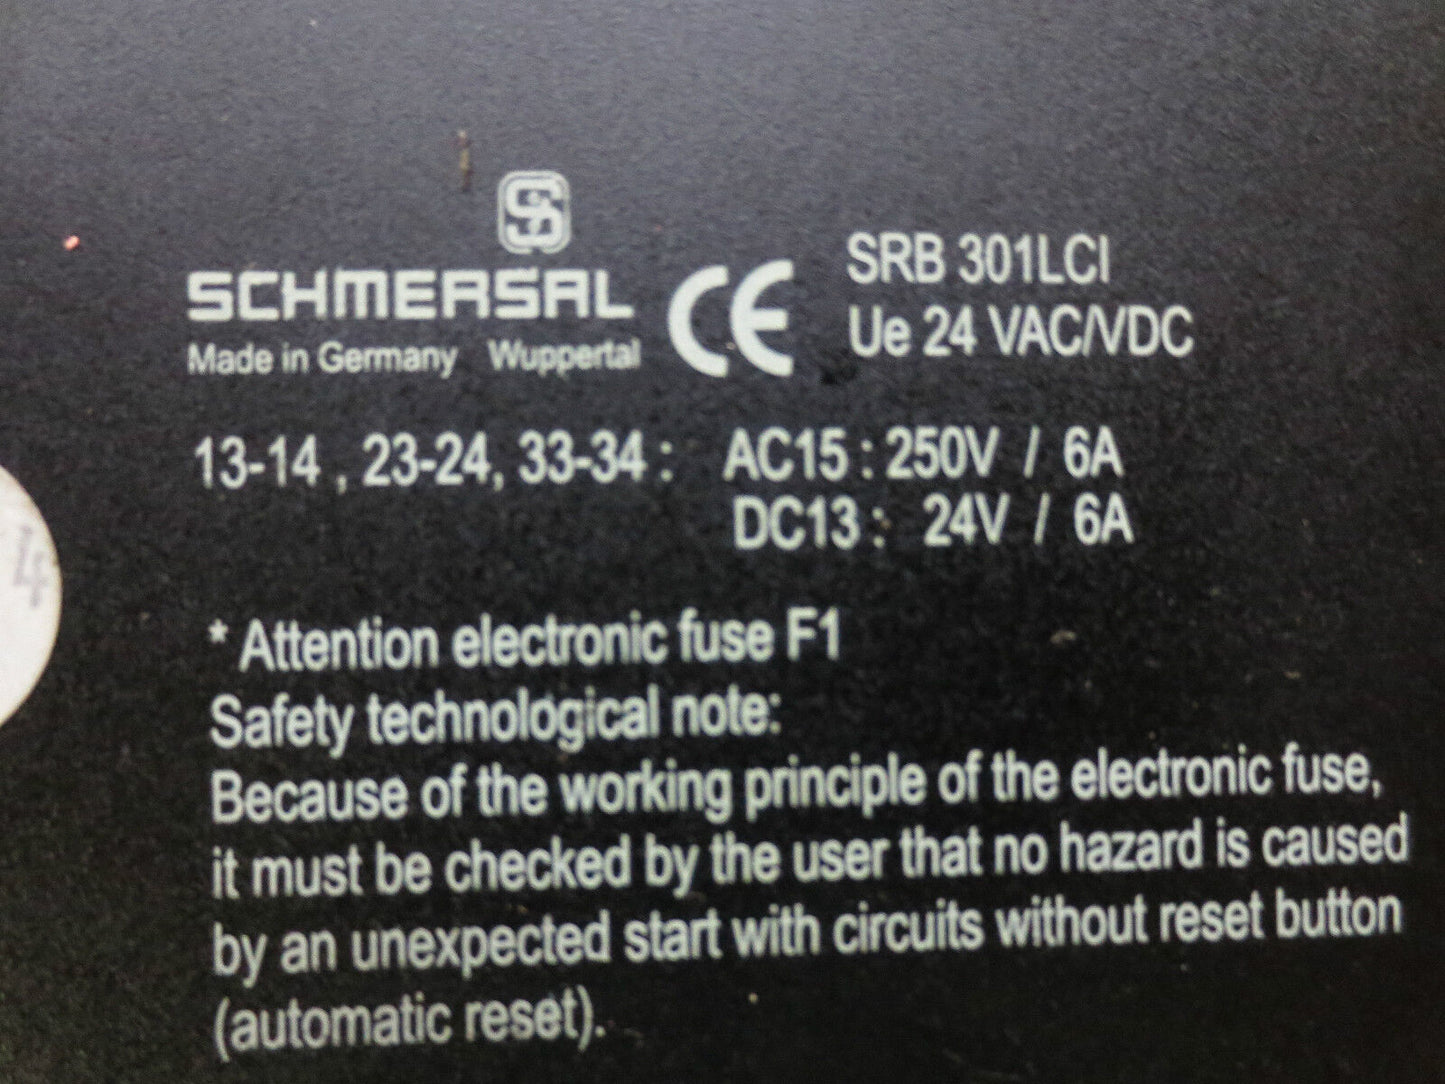 S
SCHMERSAL
Made in Germany Wuppertal
CE
SRB 301LCI
Ue 24 VAC/VDC
13-14 , 23-24, 33-34 : AC15 : 250V / 6A
DC13 : 24V / 6A
4
* Attention electronic fuse F1
Safety technological note:
Because of the working principle of the electronic fuse,
it must be checked by the user that no hazard is caused
by an unexpected start with circuits without reset button
(automatic reset).